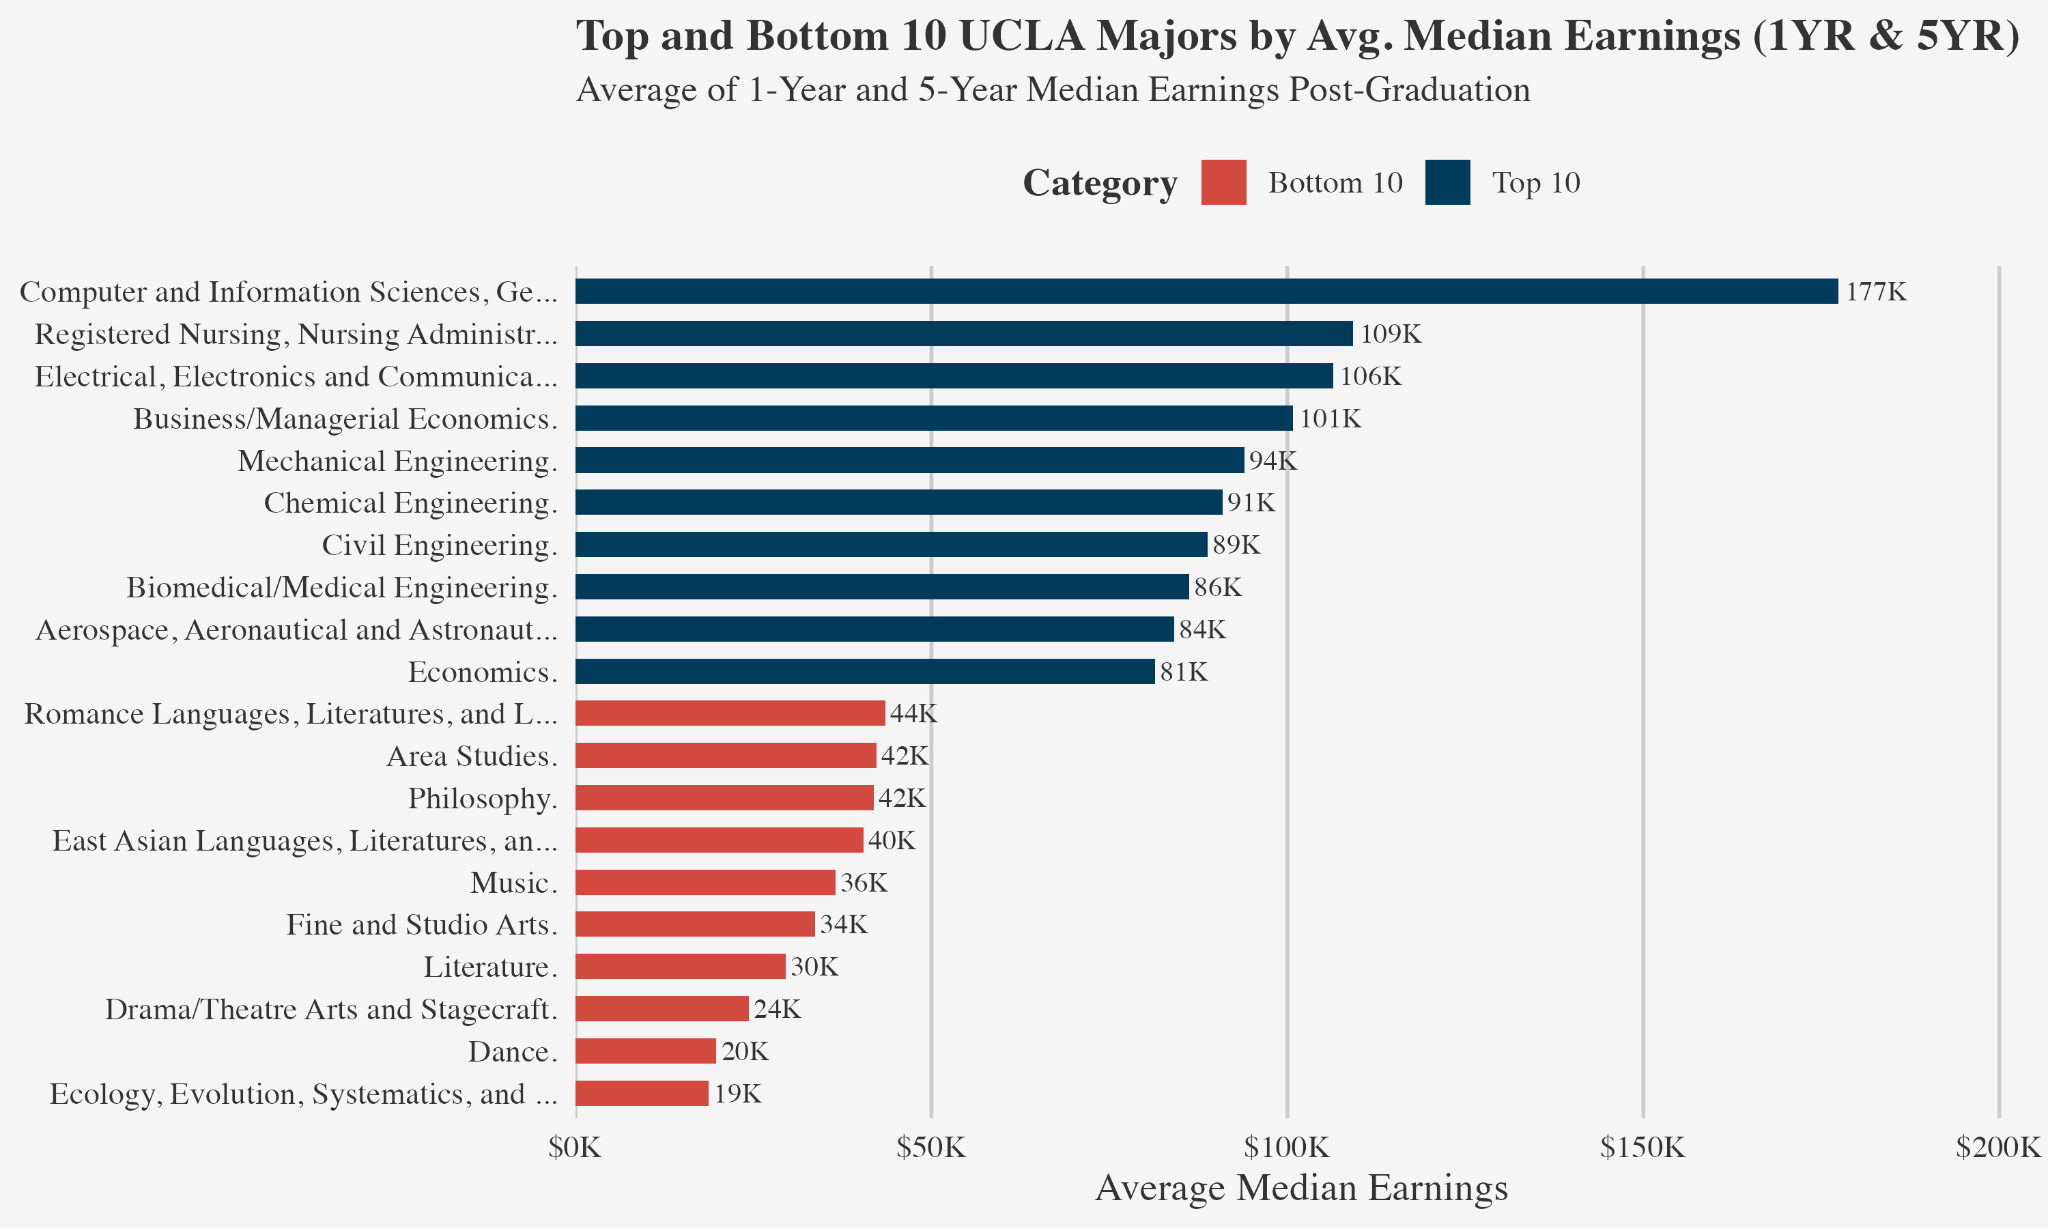 Top and Bottom 10 UCLA Majors by Avg. Median Earnings (1YR & 5YR)
Average of 1-Year and 5-Year Median Earnings Post-Graduation
Category Bottom 10 Top 10
Computer and Information Sciences, Ge... 177K
Registered Nursing, Nursing Administr... 109K
Electrical, Electronics and Communica... 106K
Business/Managerial Economics. 101K
Mechanical Engineering. 94K
Chemical Engineering. 91K
Civil Engineering. 89K
Biomedical/Medical Engineering. 86K
Aerospace, Aeronautical and Astronaut... 84K
Economics. 81K
Romance Languages, Literatures, and L... 44K
Area Studies. 42K
Philosophy. 42K
East Asian Languages, Literatures, an... 40K
Music. 36K
Fine and Studio Arts. 34K
Literature. 30K
Drama/Theatre Arts and Stagecraft. 24K
Dance. 20K
Ecology, Evolution, Systematics, and ... 19K
$0K $50K $100K $150K $200K
Average Median Earnings